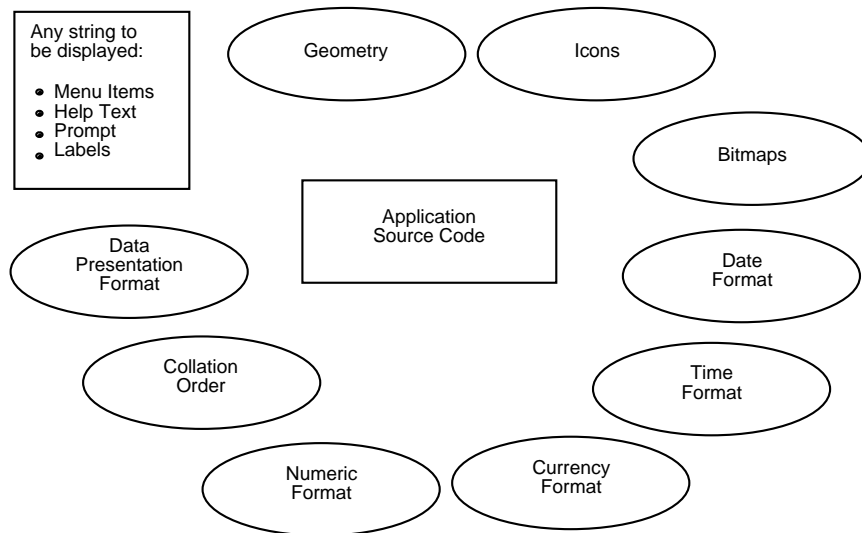 Any string to
be displayed:
Menu Items
Help Text
Prompt
Labels
Geometry
Icons
Bitmaps
Application
Source Code
Data
Presentation
Format
Date
Format
Collation
Order
Time
Format
Numeric
Format
Currency
Format